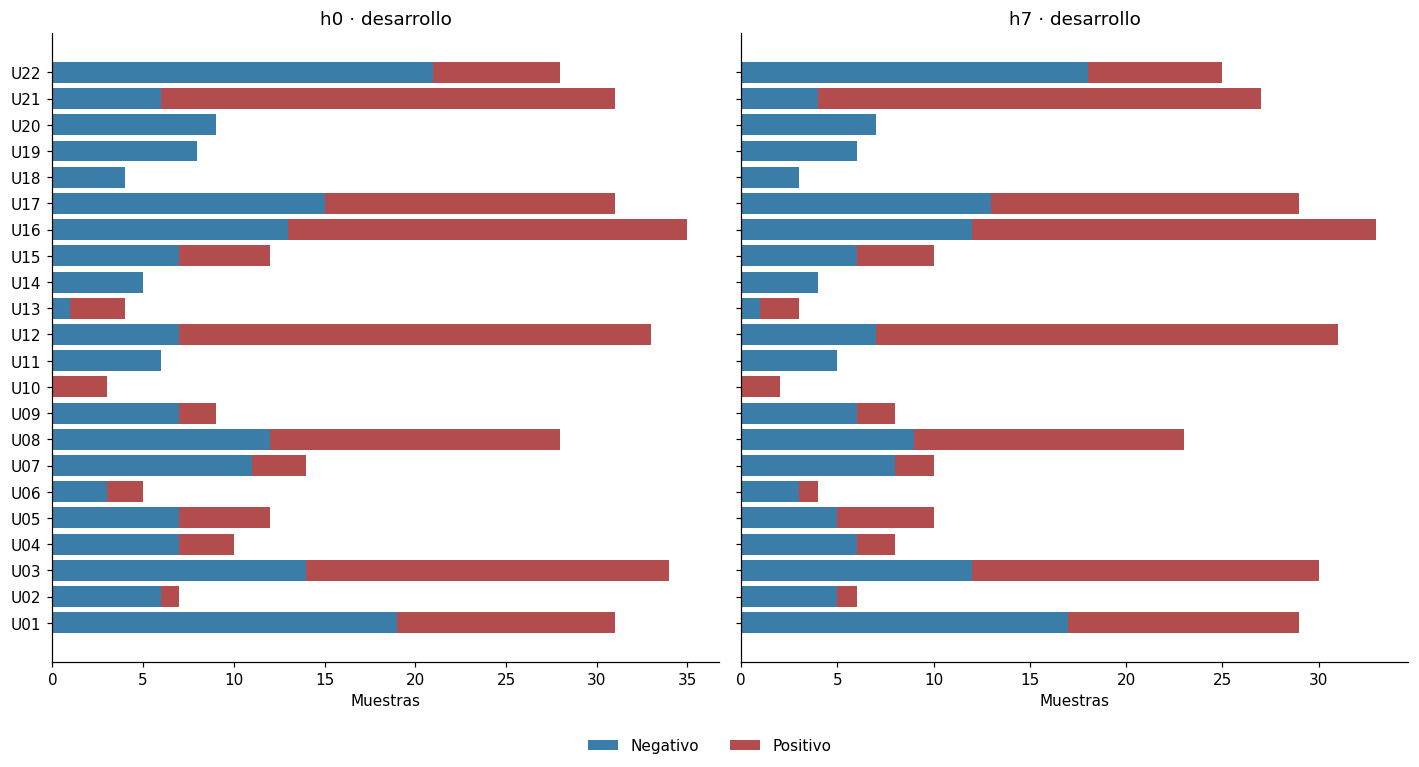 h0 · desarrollo
h7 · desarrollo
U22
U21
U20
U19
U18
U17
U16
U15
U14
U13
U12
U11
U10
U09
U08
U07
U06
U05
U04
U03
U02
U01
0 5 10 15 20 25 30 35
0 5 10 15 20 25 30
Muestras
Muestras
Negativo Positivo